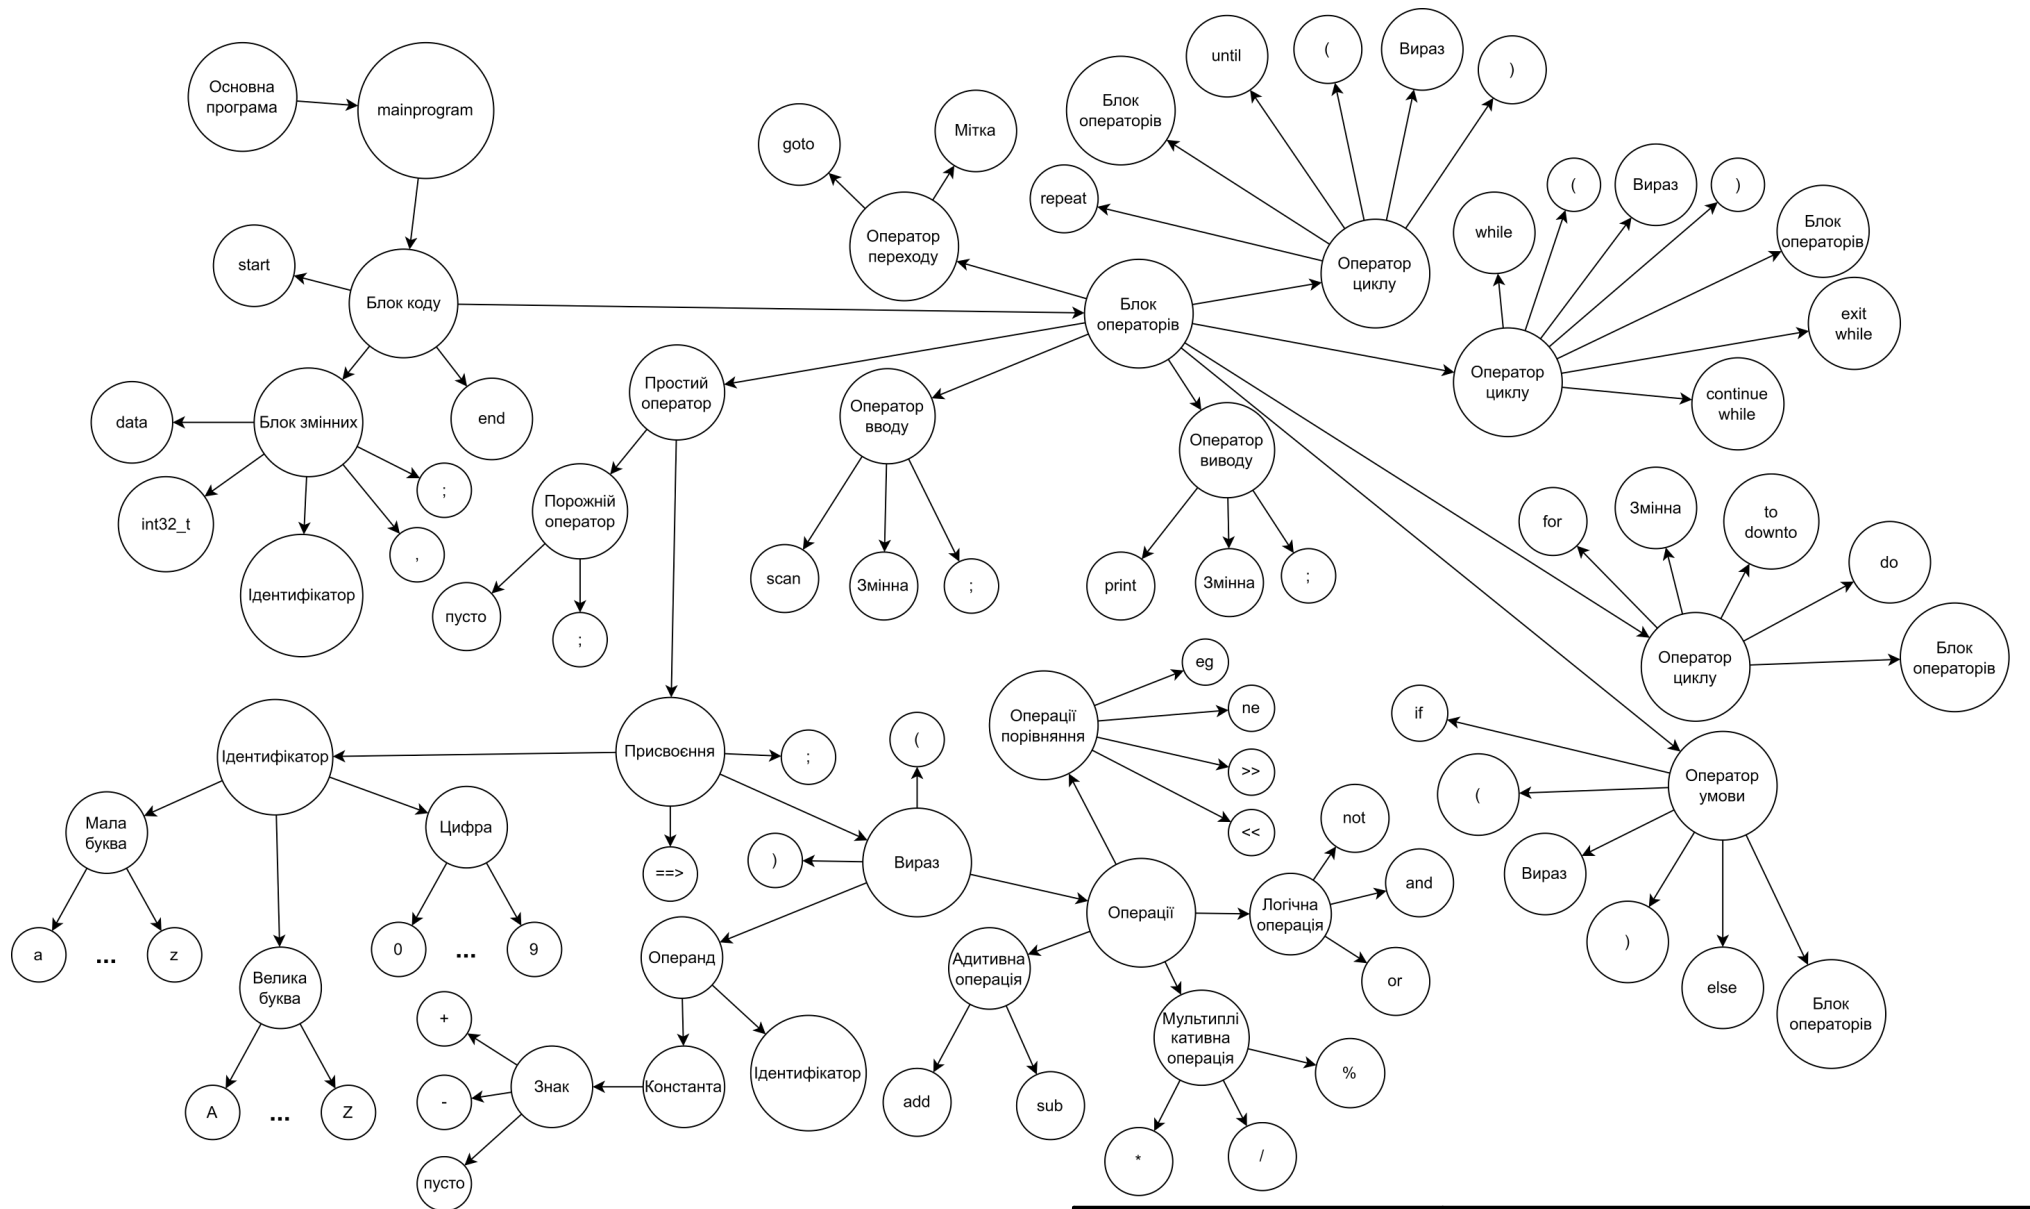 Основна
програма
mainprogram
start
Блок коду
data
Блок змінних
end
int32_t
Ідентифікатор
,
;
goto
Мітка
Оператор
переходу
Блок
операторів
repeat
Блок
операторів
until
(
Вираз
)
Оператор
циклу
while
(
Вираз
)
Блок
операторів
exit
while
continue
while
Оператор
циклу
Простий
оператор
Порожній
оператор
пусто
;
Оператор
вводу
scan
Змінна
;
Оператор
виводу
print
Змінна
;
for
Змінна
to
downto
do
Блок
операторів
Оператор
циклу
if
(
Вираз
)
else
Блок
операторів
Оператор
умови
Присвоєння
;
==>
Ідентифікатор
Мала
буква
a
...
z
Велика
буква
A
...
Z
Цифра
0
...
9
Вираз
(
)
Операнд
Константа
Ідентифікатор
Знак
+
-
пусто
Операції
Операції
порівняння
eg
ne
>>
<<
Логічна
операція
not
and
or
Адитивна
операція
add
sub
Мультиплі
кативна
операція
*
/
%